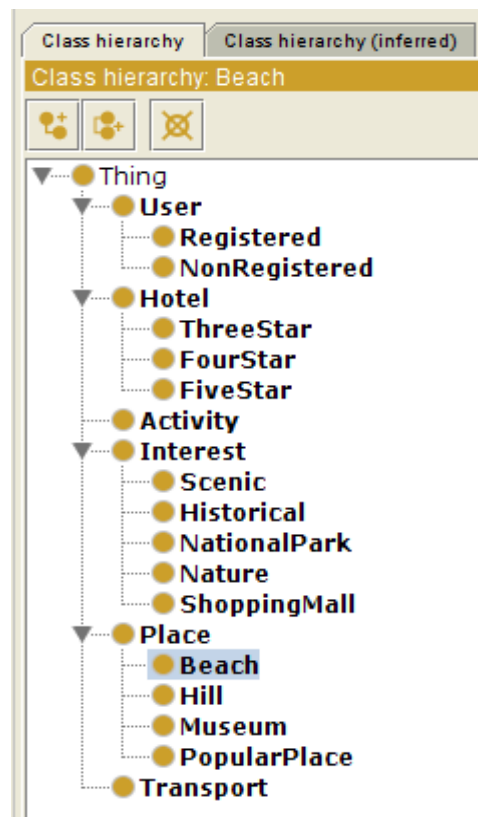 Class hierarchy Class hierarchy (inferred)
Class hierarchy: Beach
Thing
User
Registered
NonRegistered
Hotel
ThreeStar
FourStar
FiveStar
Activity
Interest
Scenic
Historical
NationalPark
Nature
ShoppingMall
Place
Beach
Hill
Museum
PopularPlace
Transport